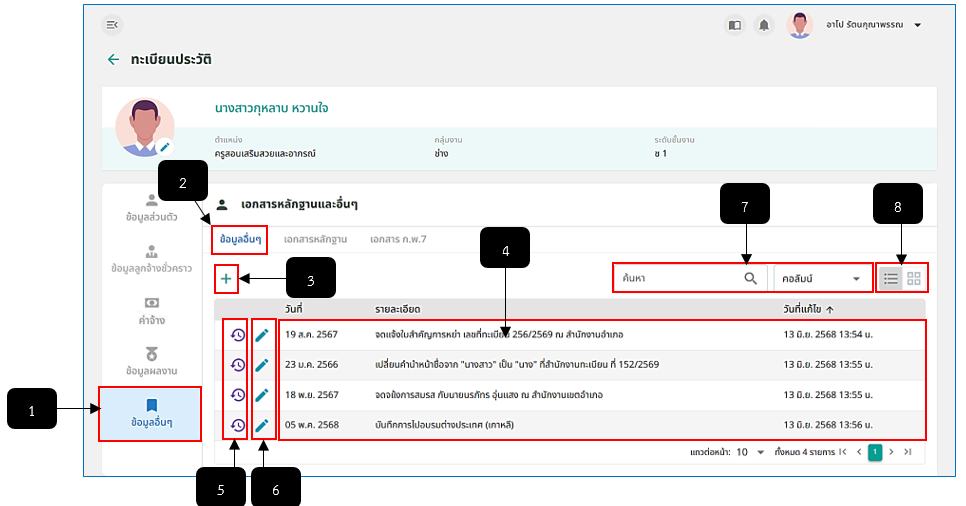 อาโป รัตนกุณาพรรณ
ทะเบียนประวัติ
นางสาวกุหลาบ หวานใจ
ตำแหน่ง กลุ่มงาน ระดับชั้นงาน
ครูสอนเสริมสวยและอาภรณ์ ช่าง ช 1
2
7
8
ข้อมูลส่วนตัว
เอกสารหลักฐานและอื่นๆ
ข้อมูลอื่นๆ เอกสารหลักฐาน เอกสาร ก.พ.7
4
ข้อมูลลูกจ้างชั่วคราว
3
ค้นหา คอลัมน์
ค่าจ้าง
วันที่ รายละเอียด วันที่แก้ไข
19 ส.ค. 2567 จดแจ้งใบสำคัญการหย่า เลขที่ทะเบียน 256/2569 ณ สำนักงานอำเภอ 13 มิ.ย. 2568 13:54 น.
ข้อมูลผลงาน
23 ม.ค. 2566 เปลี่ยนคำนำหน้าชื่อจาก "นางสาว" เป็น "นาง" ที่สำนักงานทะเบียน ที่ 152/2569 13 มิ.ย. 2568 13:55 น.
18 พ.ย. 2567 จดจใงการสมรส กับนายนรภัทร อุ่นแสง ณ สำนักงานเขตอำเภอ 13 มิ.ย. 2568 13:55 น.
1
ข้อมูลอื่นๆ
05 พ.ค. 2568 บันทึกการไปอบรมต่างประเทศ (เกาหลี) 13 มิ.ย. 2568 13:56 น.
แถวต่อหน้า: 10 ทั้งหมด 4 รายการ 1
5
6